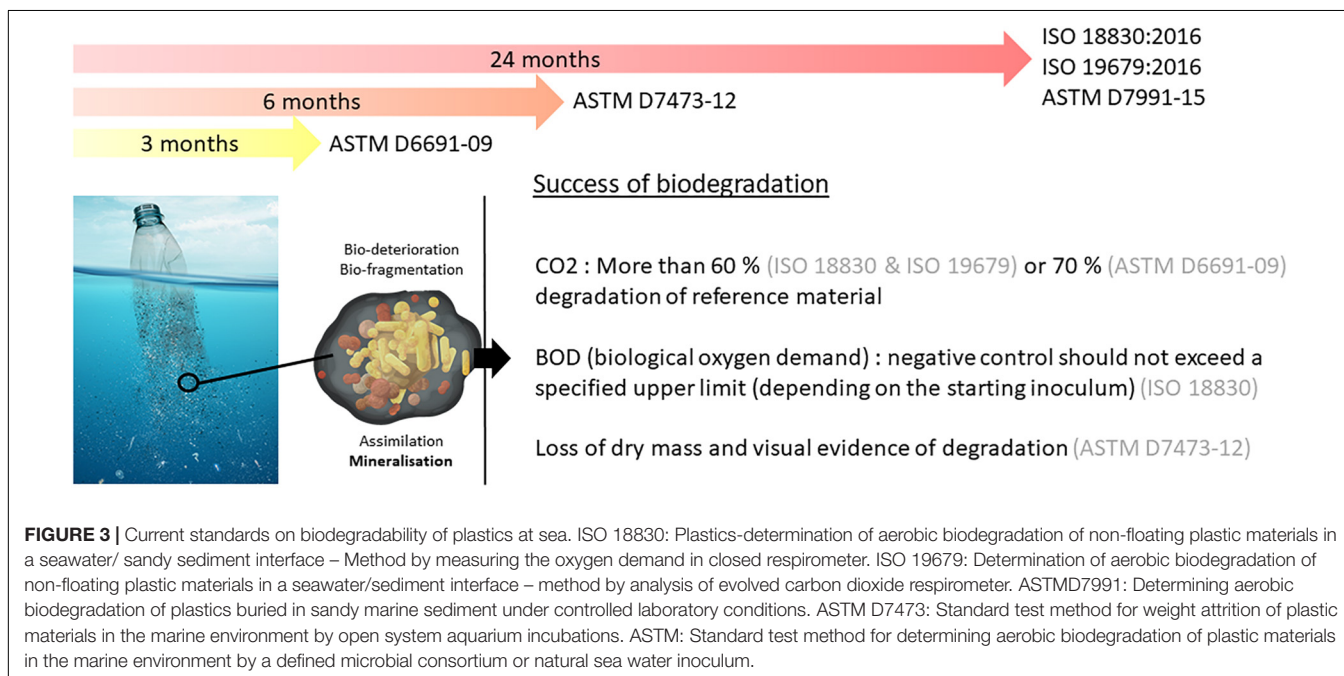 24 months
ISO 18830:2016
ISO 19679:2016
ASTM D7991-15
6 months
ASTM D7473-12
3 months
ASTM D6691-09
Bio-deterioration
Bio-fragmentation
Assimilation
Mineralisation
Success of biodegradation
CO2 : More than 60 % (ISO 18830 & ISO 19679) or 70 % (ASTM D6691-09)
degradation of reference material
BOD (biological oxygen demand) : negative control should not exceed a
specified upper limit (depending on the starting inoculum) (ISO 18830)
Loss of dry mass and visual evidence of degradation (ASTM D7473-12)
FIGURE 3 | Current standards on biodegradability of plastics at sea. ISO 18830: Plastics-determination of aerobic biodegradation of non-floating plastic materials in
a seawater/ sandy sediment interface – Method by measuring the oxygen demand in closed respirometer. ISO 19679: Determination of aerobic biodegradation of
non-floating plastic materials in a seawater/sediment interface – method by analysis of evolved carbon dioxide respirometer. ASTMD7991: Determining aerobic
biodegradation of plastics buried in sandy marine sediment under controlled laboratory conditions. ASTM D7473: Standard test method for weight attrition of plastic
materials in the marine environment by open system aquarium incubations. ASTM: Standard test method for determining aerobic biodegradation of plastic materials
in the marine environment by a defined microbial consortium or natural sea water inoculum.